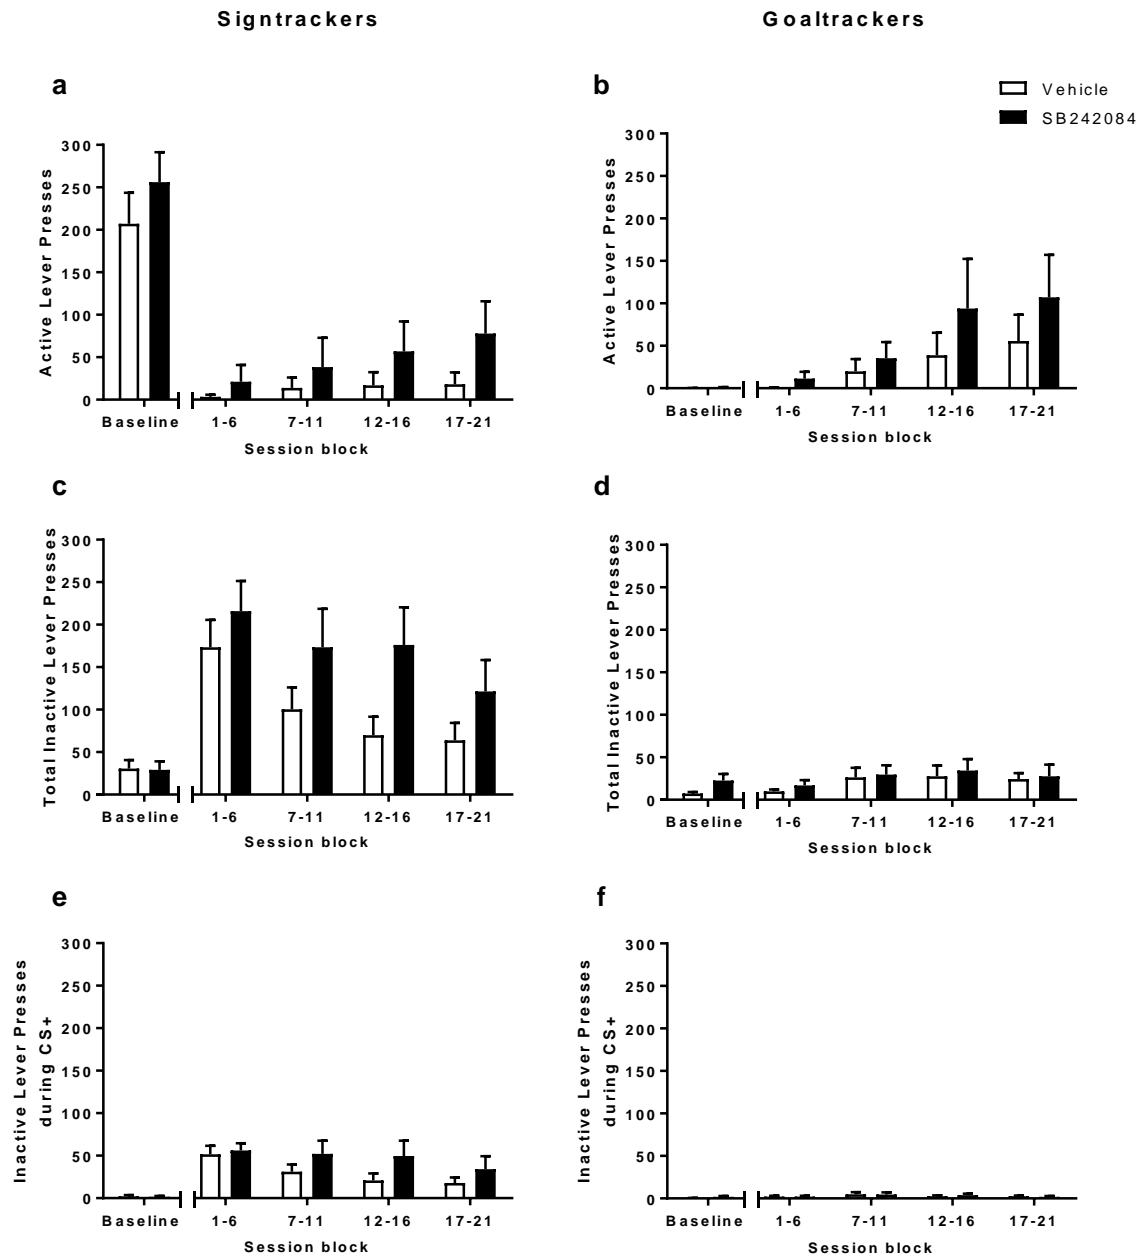 Signtrackers
Goaltrackers
a
b
Vehicle
SB242084
Active Lever Presses
300
250
200
150
100
50
0
Baseline 1-6 7-11 12-16 17-21
Session block
Active Lever Presses
300
250
200
150
100
50
0
Baseline 1-6 7-11 12-16 17-21
Session block
c
d
Total Inactive Lever Presses
300
250
200
150
100
50
0
Baseline 1-6 7-11 12-16 17-21
Session block
Total Inactive Lever Presses
300
250
200
150
100
50
0
Baseline 1-6 7-11 12-16 17-21
Session block
e
f
Inactive Lever Presses
during CS+
300
250
200
150
100
50
0
Baseline 1-6 7-11 12-16 17-21
Session block
Inactive Lever Presses
during CS+
300
250
200
150
100
50
0
Baseline 1-6 7-11 12-16 17-21
Session block